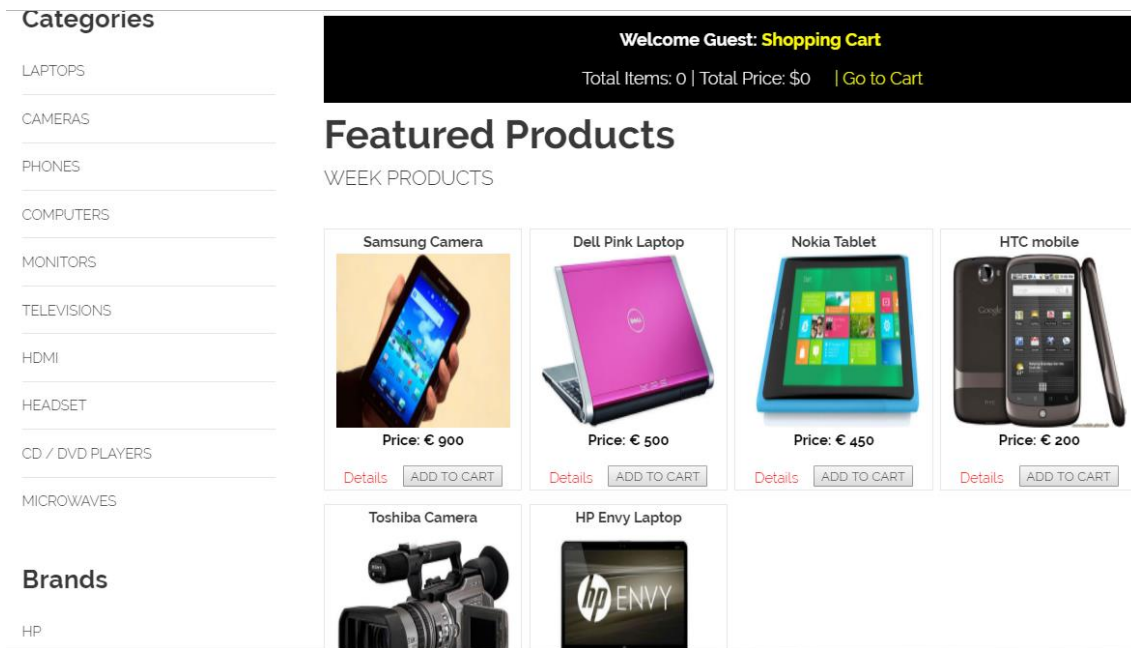 Categories
LAPTOPS
CAMERAS
PHONES
COMPUTERS
MONITORS
TELEVISIONS
HDMI
HEADSET
CD / DVD PLAYERS
MICROWAVES
Brands
HP
Welcome Guest: Shopping Cart
Total Items: 0 | Total Price: $0 | Go to Cart
Featured Products
WEEK PRODUCTS
Samsung Camera
Price: € 900
Details ADD TO CART
Dell Pink Laptop
DELL
Price: € 500
Details ADD TO CART
Nokia Tablet
Price: € 450
Details ADD TO CART
HTC mobile
Google
Price: € 200
Details ADD TO CART
Toshiba Camera
HP Envy Laptop
hp ENVY